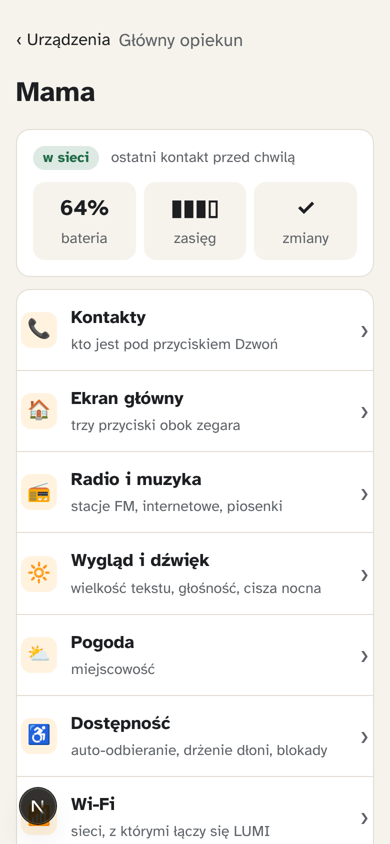 ‹ Urządzenia Główny opiekun
Mama
w sieci ostatni kontakt przed chwilą
64%
bateria
zasięg
✓
zmiany
Kontakty
kto jest pod przyciskiem Dzwoń
Ekran główny
trzy przyciski obok zegara
Radio i muzyka
stacje FM, internetowe, piosenki
Wygląd i dźwięk
wielkość tekstu, głośność, cisza nocna
Pogoda
miejscowość
Dostępność
auto-odbieranie, drżenie dłoni, blokady
N
Wi-Fi
sieci, z którymi łączy się LUMI